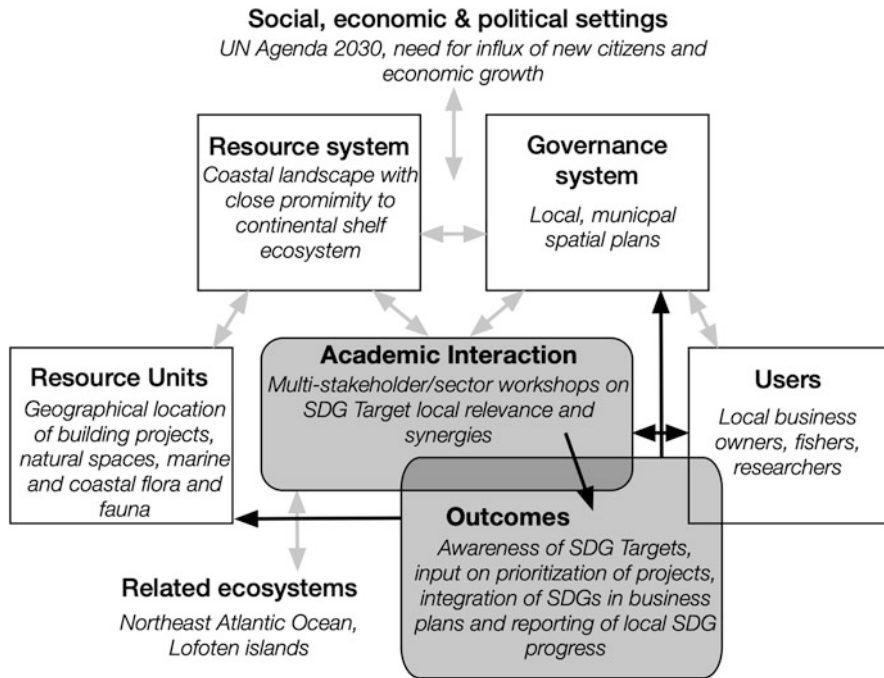 Social, economic & political settings
UN Agenda 2030, need for influx of new citizens and
economic growth
Resource system
Coastal landscape with
close promimity to
continental shelf
ecosystem
Governance
system
Local, municpal
spatial plans
Resource Units
Geographical location
of building projects,
natural spaces, marine
and coastal flora and
fauna
Academic Interaction
Multi-stakeholder/sector workshops on
SDG Target local relevance and
synergies
Users
Local business
owners, fishers,
researchers
Outcomes
Awareness of SDG Targets,
input on prioritization of projects,
integration of SDGs in business
plans and reporting of local SDG
progress
Related ecosystems
Northeast Atlantic Ocean,
Lofoten islands